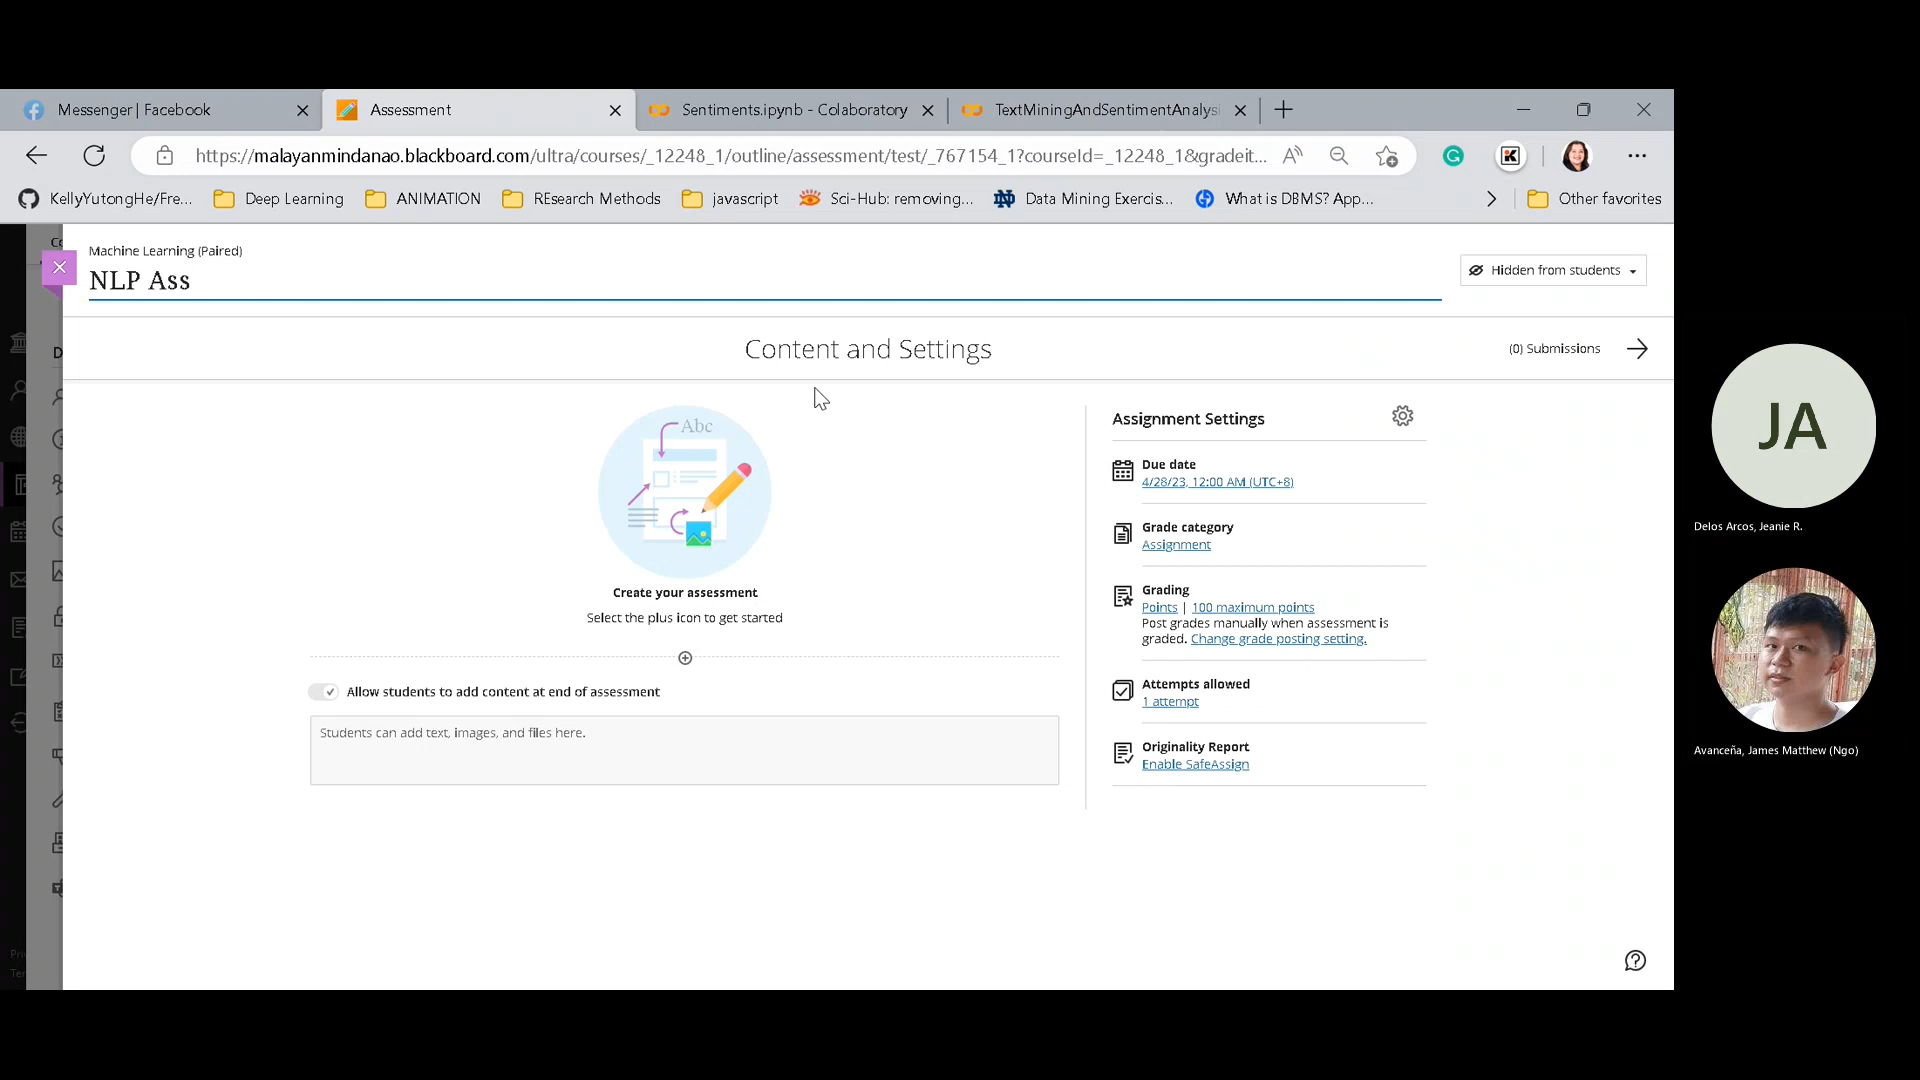 Messenger | Facebook
Assessment
Sentiments.ipynb - Colaboratory
TextMiningAndSentimentAnalysi
https://malayanmindanao.blackboard.com/ultra/courses/_12248_1/outline/assessment/test/_767154_1?courseId=_12248_1&gradeit...
KellyYutongHe/Fre...
Deep Learning
ANIMATION
REsearch Methods
javascript
Sci-Hub: removing...
Data Mining Exercis...
What is DBMS? App...
Other favorites
Machine Learning (Paired)
NLP Ass
Hidden from students
Content and Settings
(0) Submissions
Abc
Create your assessment
Select the plus icon to get started
Allow students to add content at end of assessment
Students can add text, images, and files here.
Assignment Settings
Due date
4/28/23, 12:00 AM (UTC+8)
Grade category
Assignment
Grading
Points | 100 maximum points
Post grades manually when assessment is
graded. Change grade posting setting.
Attempts allowed
1 attempt
Originality Report
Enable SafeAssign
JA
Delos Arcos, Jeanie R.
Avanceña, James Matthew (Ngo)